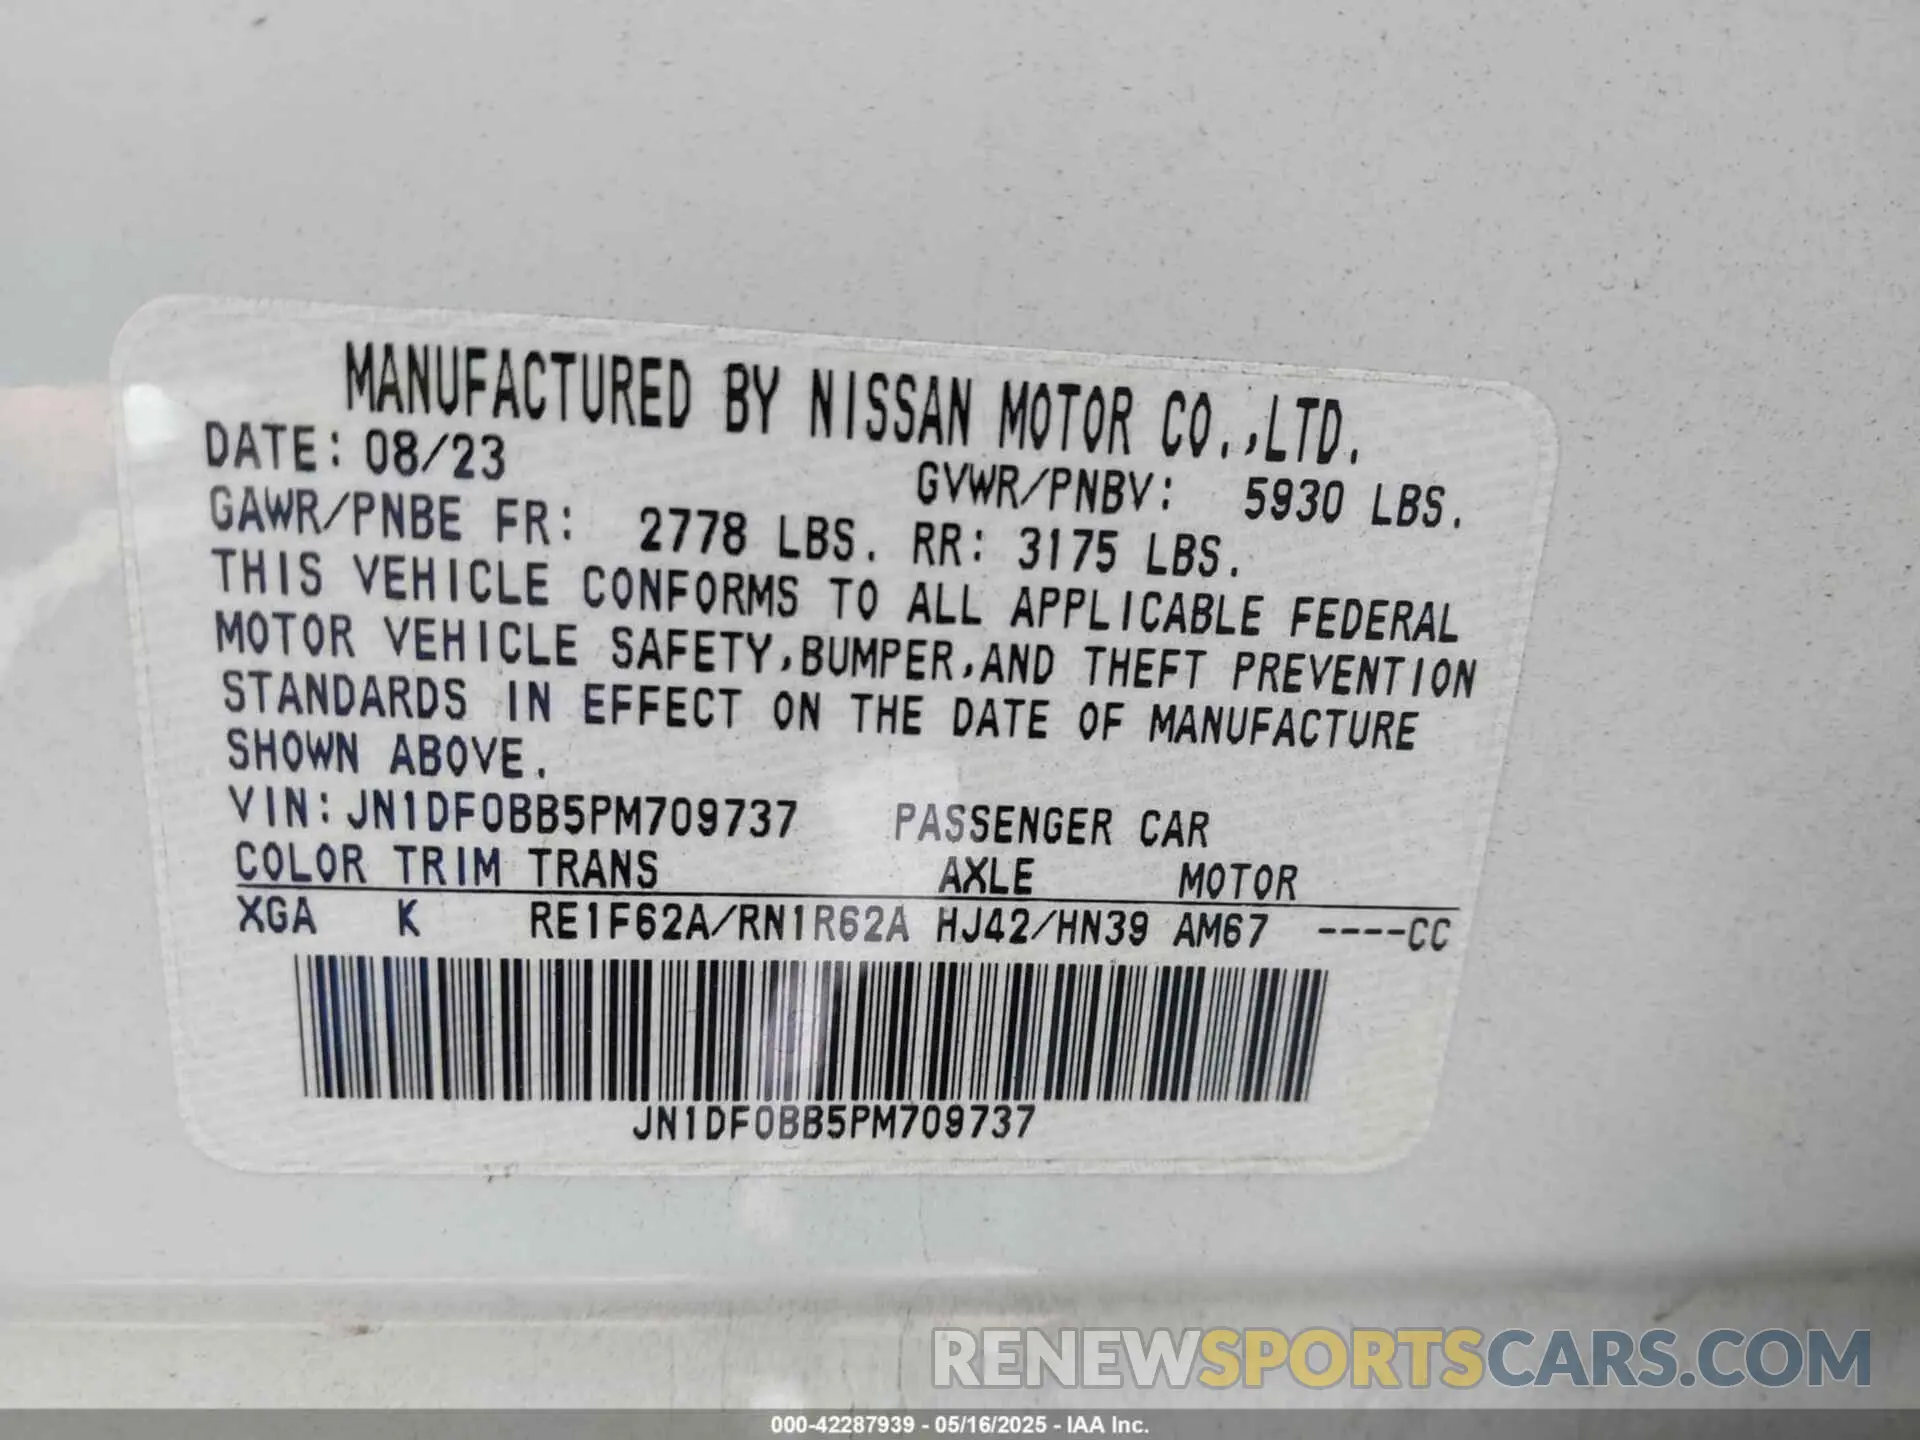 MANUFACTURED BY NISSAN MOTOR CO.,LTD.
DATE: 08/23 GVWR/PNBV: 5930 LBS.
GAWR/PNBE FR: 2778 LBS. RR: 3175 LBS.
THIS VEHICLE CONFORMS TO ALL APPLICABLE FEDERAL
MOTOR VEHICLE SAFETY,BUMPER,AND THEFT PREVENTION
STANDARDS IN EFFECT ON THE DATE OF MANUFACTURE
SHOWN ABOVE.
VIN:JN1DF0BB5PM709737 PASSENGER CAR
COLOR TRIM TRANS AXLE MOTOR
XGA K RE1F62A/RN1R62A HJ42/HN39 AM67 ----CC
JN1DF0BB5PM709737
RENEWSPORTSCARS.COM
000-42287939 - 05/16/2025 - IAA Inc.